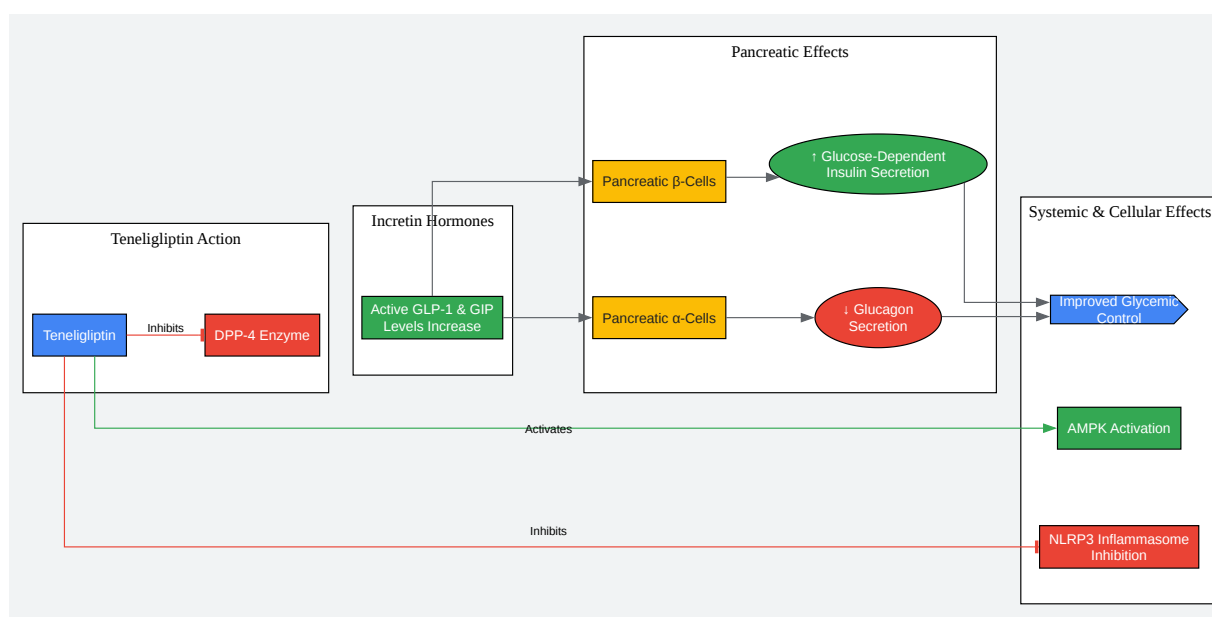 Pancreatic Effects
↑ Glucose-Dependent
Insulin Secretion
Pancreatic β-Cells
Incretin Hormones
Systemic & Cellular Effects
Teneligliptin Action
Active GLP-1 & GIP
Levels Increase
Pancreatic α-Cells
↓ Glucagon
Secretion
Improved Glycemic
Control
Teneligliptin
Inhibits
DPP-4 Enzyme
Activates
AMPK Activation
Inhibits
NLRP3 Inflammasome
Inhibition